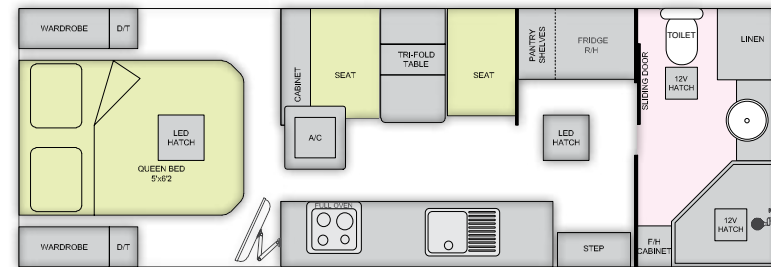 WARDROBE
D/T
CABINET
SEAT
TRI-FOLD
TABLE
SEAT
PANTRY
SHELVES
FRIDGE
R/H
SLIDING DOOR
TOILET
12V
HATCH
LINEN
LED
HATCH
QUEEN BED
5'x6'2
A/C
LED
HATCH
FULL OVEN
WARDROBE
D/T
STEP
F/H
CABINET
12V
HATCH